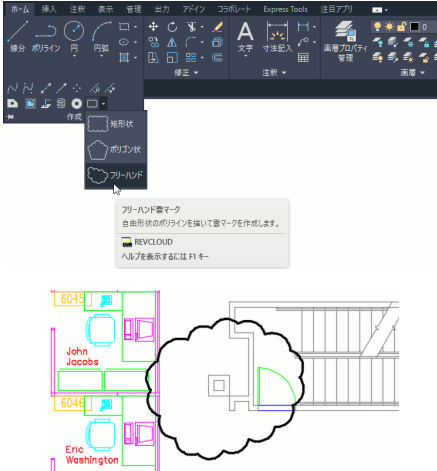 ホーム 挿入 注釈 表示 管理 出力 アドイン コラボレート Express Tools 注目アプリ
線分 ポリライン 円 円弧 文字 寸法記入 画層プロパティ管理 0
作成 修正 注釈 画層
矩形状
ポリゴン状
フリーハンド
フリーハンド雲マーク
自由形状のポリラインを描いて雲マークを作成します。
REVCLOUD
ヘルプを表示するには F1 キー
6045
John
Jacobs
6046
Eric
Washington